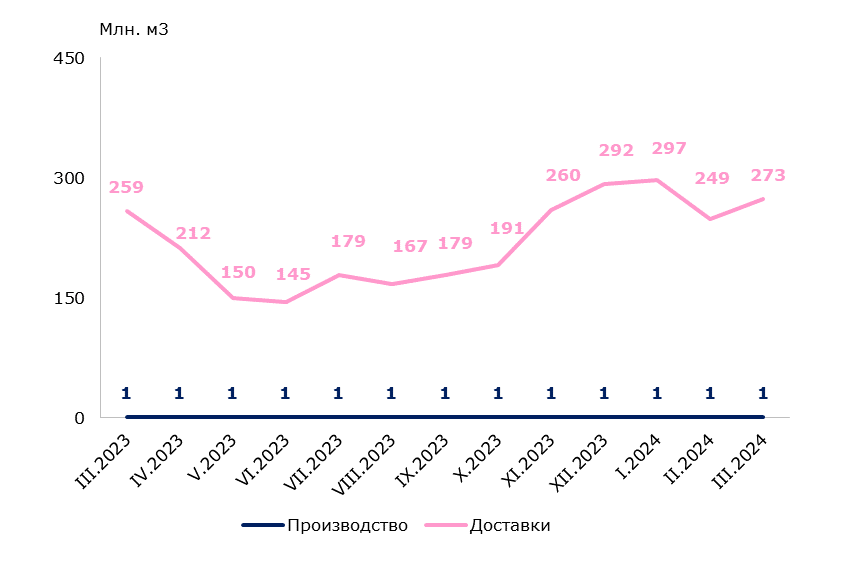 Млн. м3
450
300
150
0
259 212 150 145 179 167 179 191 260 292 297 249 273
1 1 1 1 1 1 1 1 1 1 1 1 1
III.2023 IV.2023 V.2023 VI.2023 VII.2023 VIII.2023 IX.2023 X.2023 XI.2023 XII.2023 I.2024 II.2024 III.2024
Производство Доставки